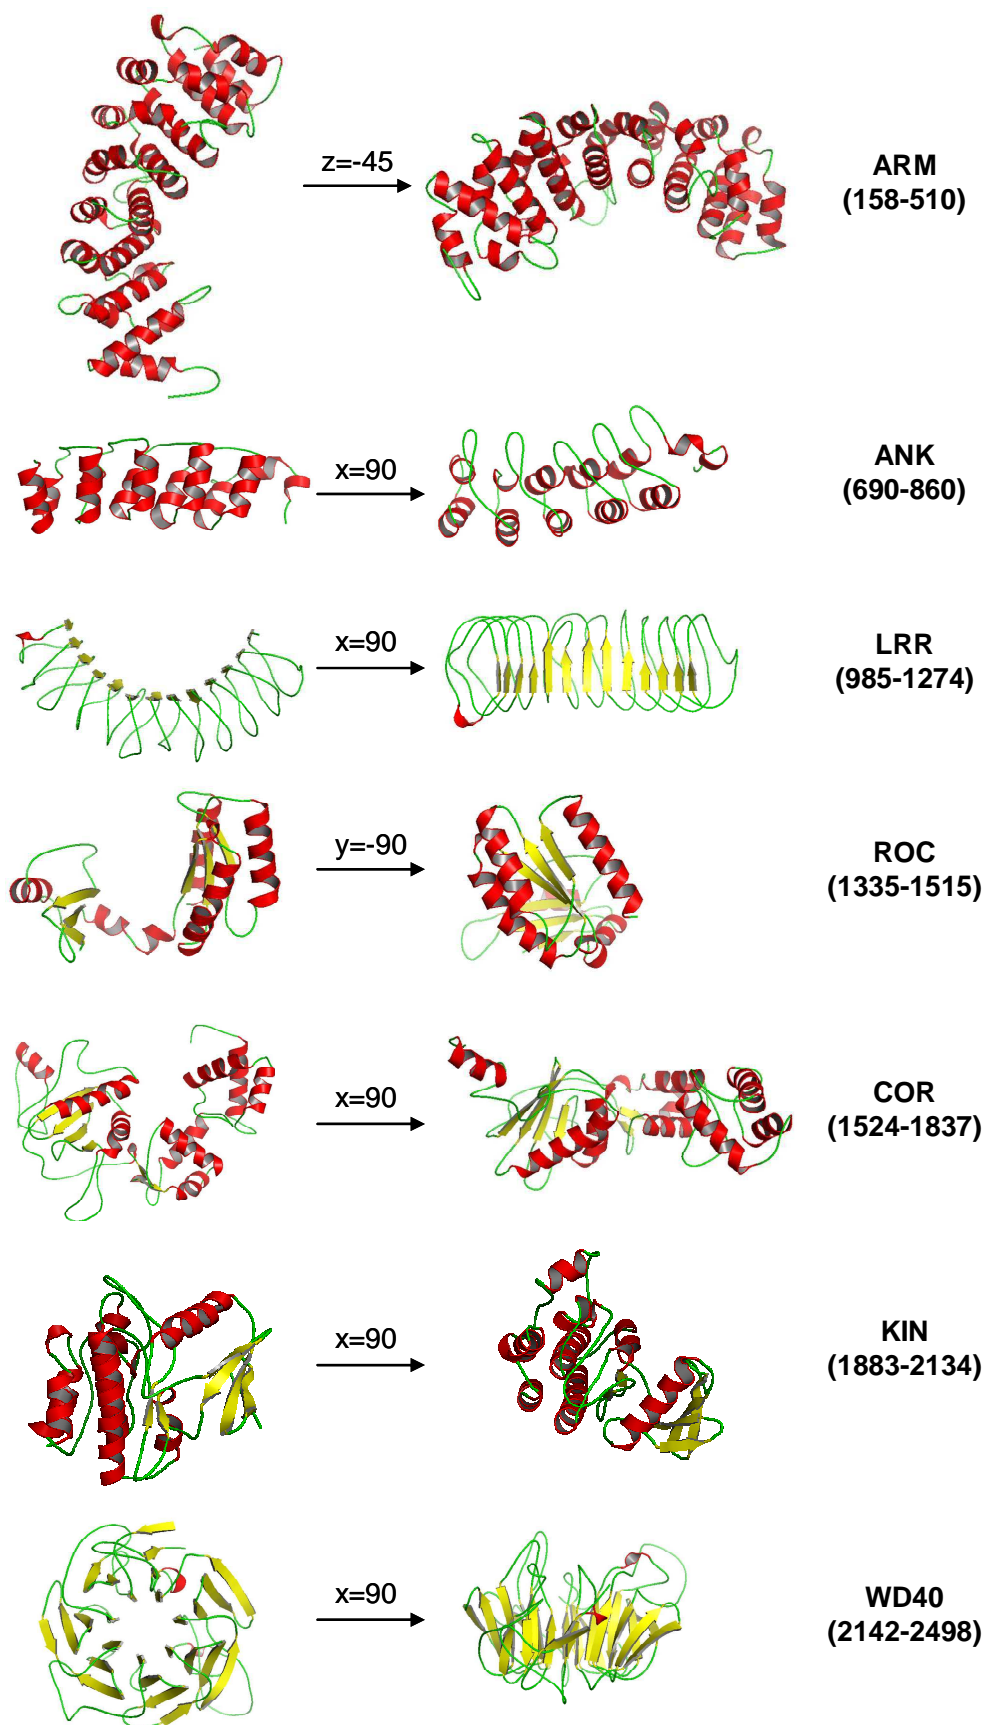 z=-45
ARM
(158-510)
x=90
ANK
(690-860)
x=90
LRR
(985-1274)
y=-90
ROC
(1335-1515)
x=90
COR
(1524-1837)
x=90
KIN
(1883-2134)
x=90
WD40
(2142-2498)